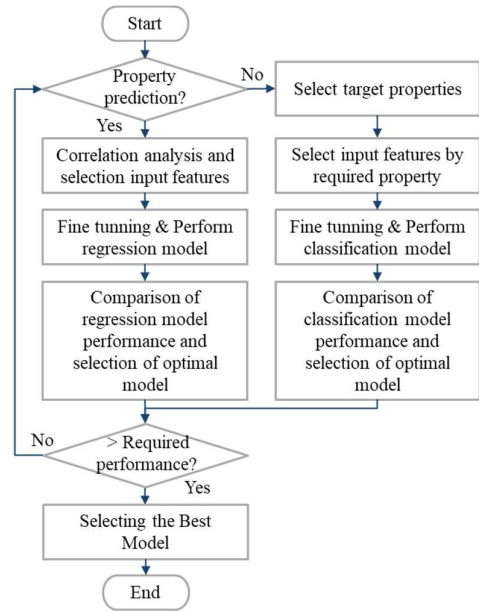 Start
Property
prediction?
No
Yes
Select target properties
Correlation analysis and
selection input features
Select input features by
required property
Fine tunning & Perform
regression model
Fine tunning & Perform
classification model
Comparison of
regression model
performance and
selection of optimal
model
Comparison of
classification model
performance and
selection of optimal
model
No
> Required
performance?
Yes
Selecting the Best
Model
End